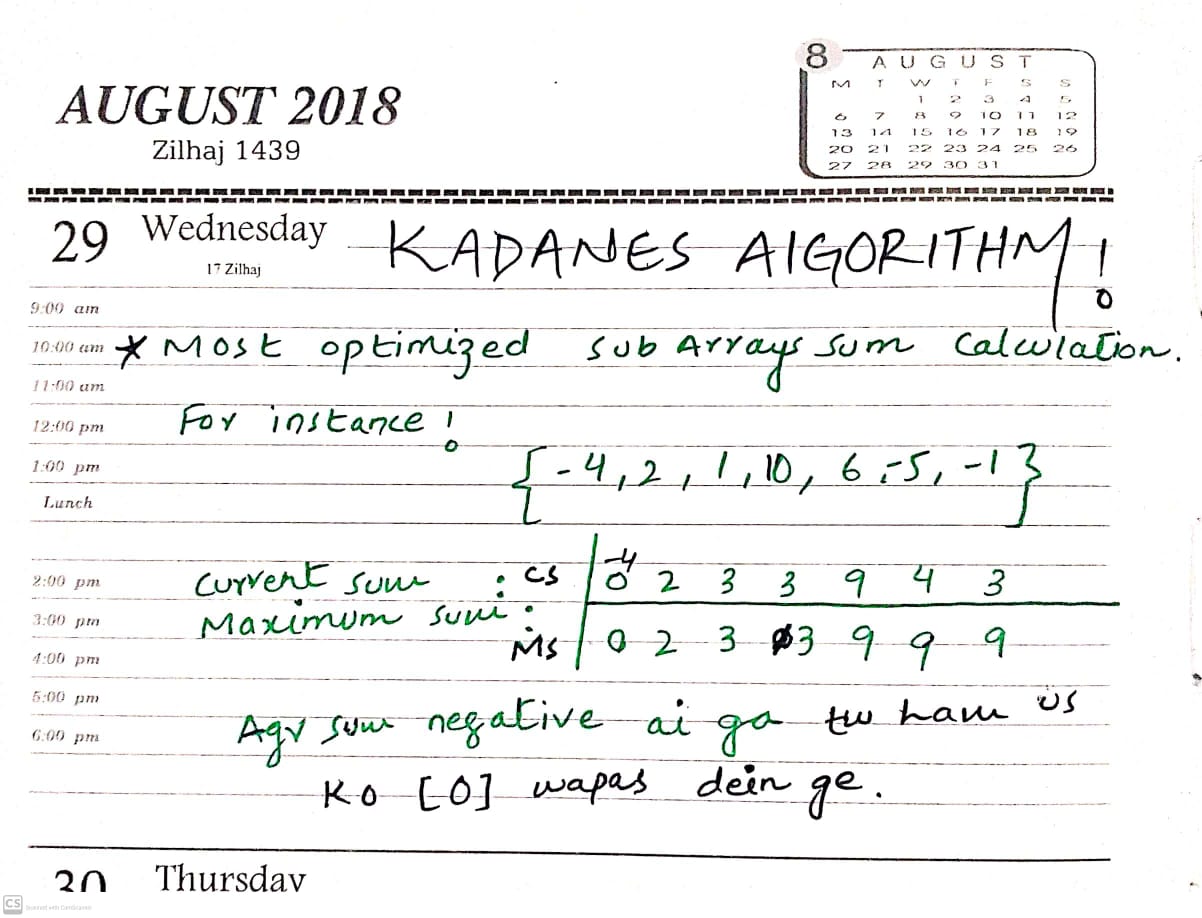 AUGUST 2018
Zilhaj 1439
8 AUGUST
M T W T F S S
1 2 3 4 5
6 7 8 9 10 11 12
13 14 15 16 17 18 19
20 21 22 23 24 25 26
27 28 29 30 31
29 Wednesday KADANES AlGORITHM!
17 Zilhaj
9:00 am
10:00 am * Most optimized sub Arrays sum Calculation.
11:00 am
12:00 pm For instance!
1:00 pm {-4, 2, 1, 10, 6, -5, -1}
Lunch
-4
2:00 pm Current sum : CS 0 2 3 3 9 4 3
3:00 pm Maximum sum :
4:00 pm MS 0 2 3 3 9 9 9
5:00 pm Agr sum negative ai ga tw ham us
6:00 pm
Ko [0] wapas dein ge.
30 Thursday
CS Scanned with CamScanner